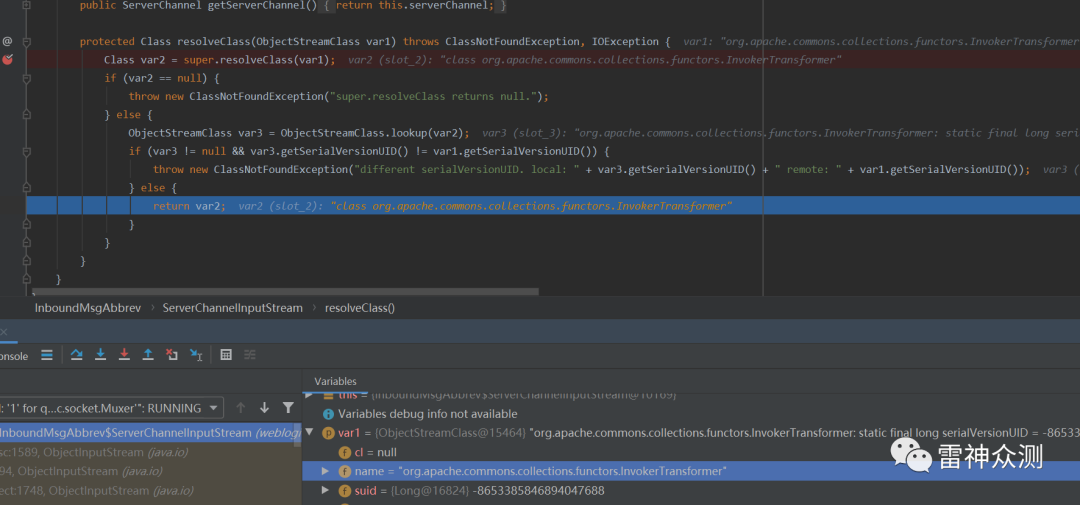 public ServerChannel getServerChannel() { return this.serverChannel; }
protected Class resolveClass(ObjectStreamClass var1) throws ClassNotFoundException, IOException { var1: "org.apache.commons.collections.functors.InvokerTransformer
Class var2 = super.resolveClass(var1); var2 (slot_2): "class org.apache.commons.collections.functors.InvokerTransformer"
if (var2 == null) {
throw new ClassNotFoundException("super.resolveClass returns null.");
} else {
ObjectStreamClass var3 = ObjectStreamClass.lookup(var2); var3 (slot_3): "org.apache.commons.collections.functors.InvokerTransformer: static final long seri
if (var3 != null && var3.getSerialVersionUID() != var1.getSerialVersionUID()) {
throw new ClassNotFoundException("different serialVersionUID. local: " + var3.getSerialVersionUID() + " remote: " + var1.getSerialVersionUID()); var3 (
} else {
return var2; var2 (slot_2): "class org.apache.commons.collections.functors.InvokerTransformer"
}
}
}
}
InboundMsgAbbrev › ServerChannelInputStream › resolveClass()
onsole
Variables
: '1' for q...c.socket.Muxer'": RUNNING
this = {InboundMsgAbbrev$ServerChannelInputStream@10169}
Variables debug info not available
InboundMsgAbbrev$ServerChannelInputStream (weblogi
var1 = {ObjectStreamClass@15464} "org.apache.commons.collections.functors.InvokerTransformer: static final long serialVersionUID = -86533
sc:1589, ObjectInputStream (java.io)
cl = null
94, ObjectInputStream (java.io)
name = "org.apache.commons.collections.functors.InvokerTransformer"
ect:1748, ObjectInputStream (java.io)
suid = {Long@16824} -8653385846894047688
雷神众测